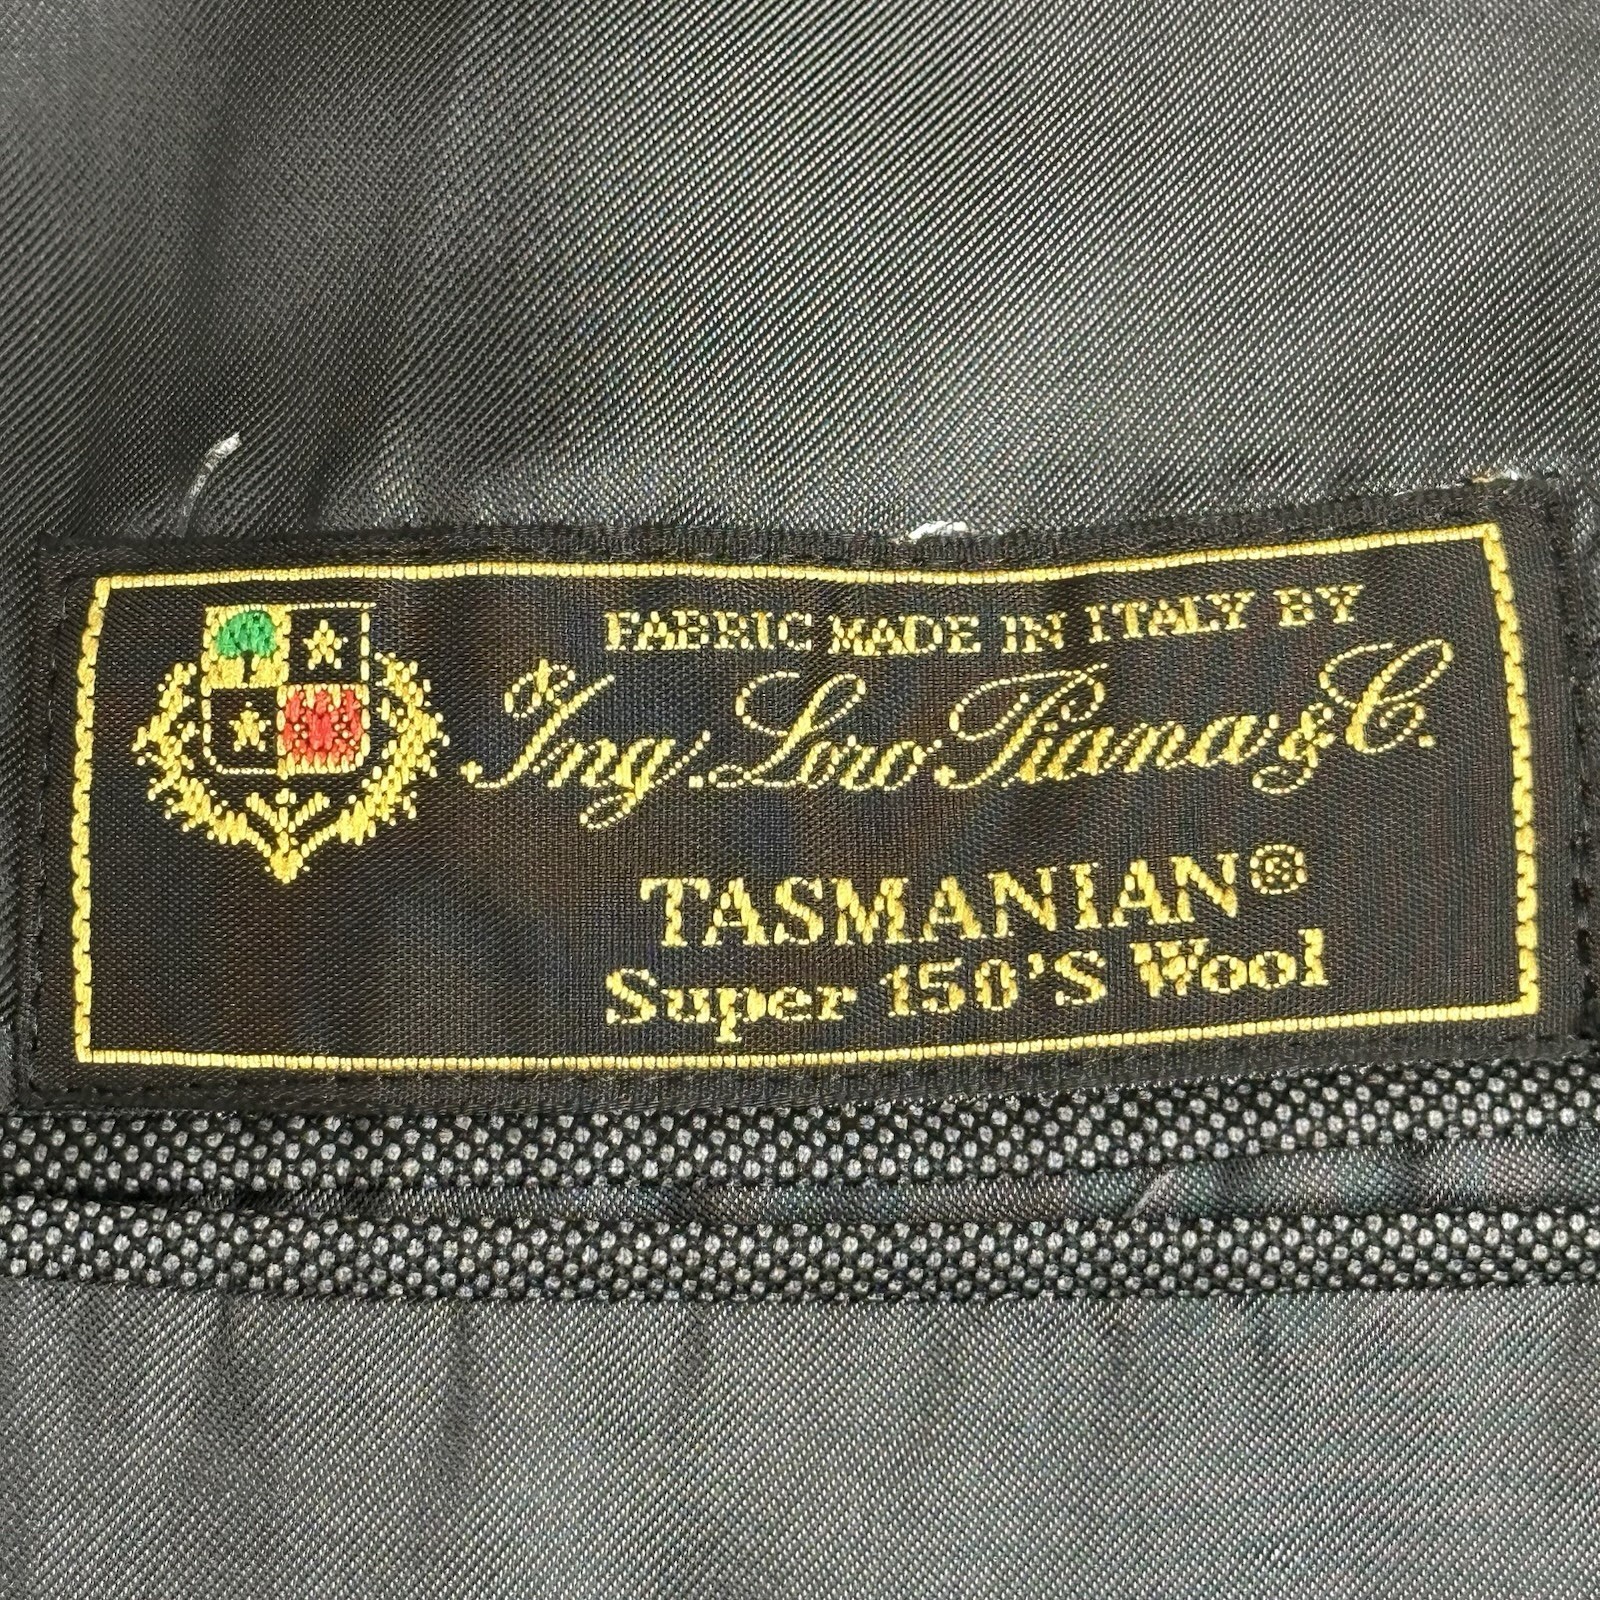 FABRIC MADE IN ITALY BY
Ing. Loro Piana & C.
TASMANIAN®
Super 150'S Wool